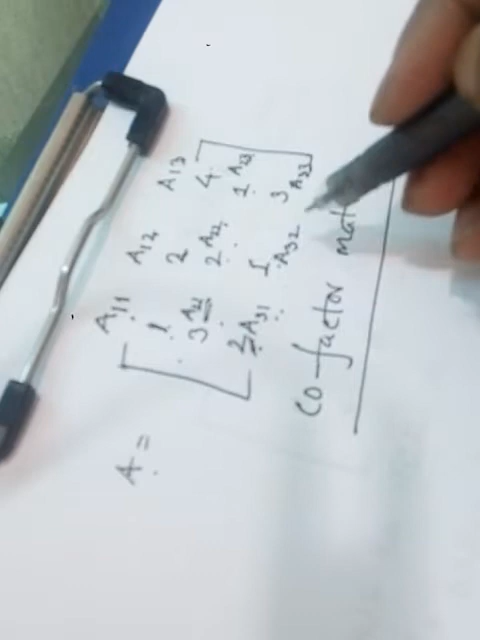 A11 A12 A13
A = 1 2 4
3 A21 2 A22 1 A23
2 A31 1 A32 3 A33
Co-factor mat